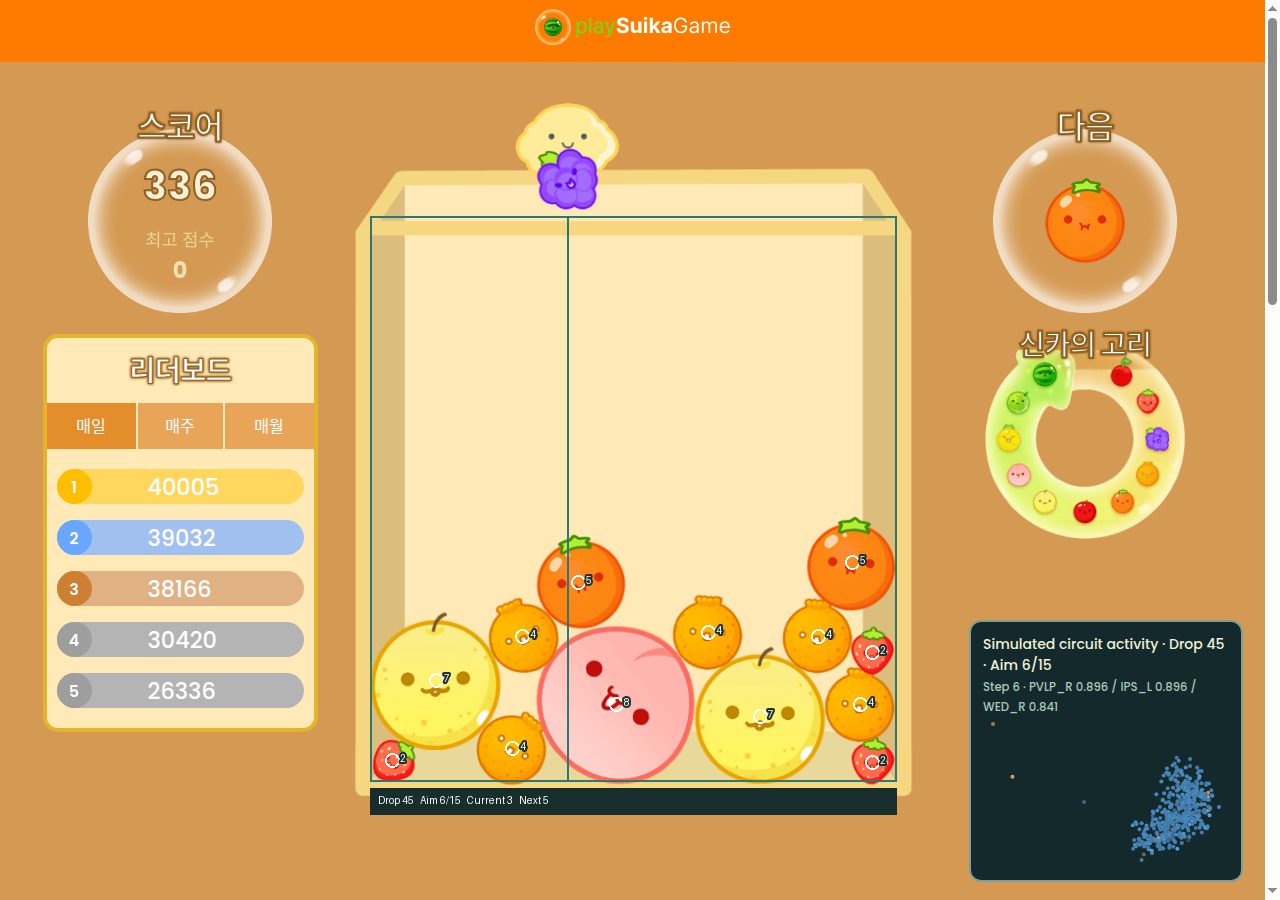 playSuikaGame
스코어
336
최고 점수
0
다음
신카의 고리
리더보드
매일
매주
매월
1 40005
2 39032
3 38166
4 30420
5 26336
5
5
4
4
4
2
7
8
7
4
4
2
2
Drop 45 Aim 6/15 Current 3 Next 5
Simulated circuit activity · Drop 45
· Aim 6/15
Step 6 · PVLP_R 0.896 / IPS_L 0.896 /
WED_R 0.841